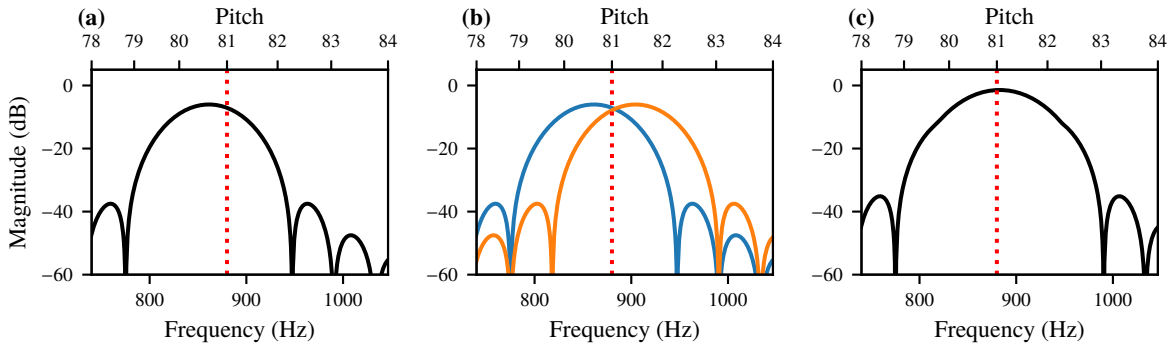 (a) Pitch (b) Pitch (c) Pitch
78 79 80 81 82 83 84 78 79 80 81 82 83 84 78 79 80 81 82 83 84
0 0 0
−20 −20 −20
−40 −40 −40
−60 −60 −60
Magnitude (dB)
800 900 1000 800 900 1000 800 900 1000
Frequency (Hz) Frequency (Hz) Frequency (Hz)